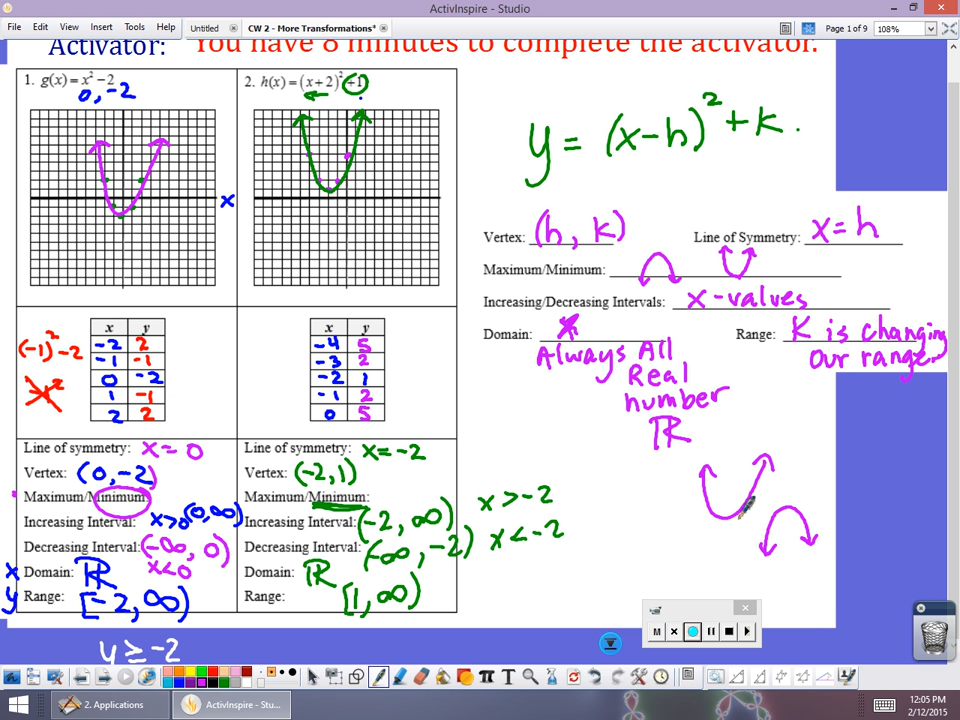 ActivInspire - Studio
File Edit View Insert Tools Help Untitled CW 2 - More Transformations* Page 1 of 9 108%
Activator: You have 8 minutes to complete the activator.
1. g(x) = x² − 2
0, -2
2. h(x) = (x + 2)² + 1
y = (x-h)² + k.
x
Vertex: (h, k) Line of Symmetry: x = h
Maximum/Minimum:
Increasing/Decreasing Intervals: x-values
Domain: Always All Real number ℝ
Range: K is changing our range
(-1)² - 2
x y
-2 2
-1 -1
0 -2
1 -1
2 2
x y
-4 5
-3 2
-2 1
-1 2
0 5
Line of symmetry: x = 0
Vertex: (0, -2)
Maximum/Minimum:
Increasing Interval: x>0 (0, ∞)
Decreasing Interval: (-∞, 0) x<0
x Domain: ℝ
y Range: [-2, ∞)
y ≥ -2
Line of symmetry: x = -2
Vertex: (-2, 1)
Maximum/Minimum:
Increasing Interval: (-2, ∞) x > -2
Decreasing Interval: (-∞, -2) x < -2
Domain: ℝ
Range: [1, ∞)
M
2. Applications ActivInspire - Stu...
12:05 PM
2/12/2015